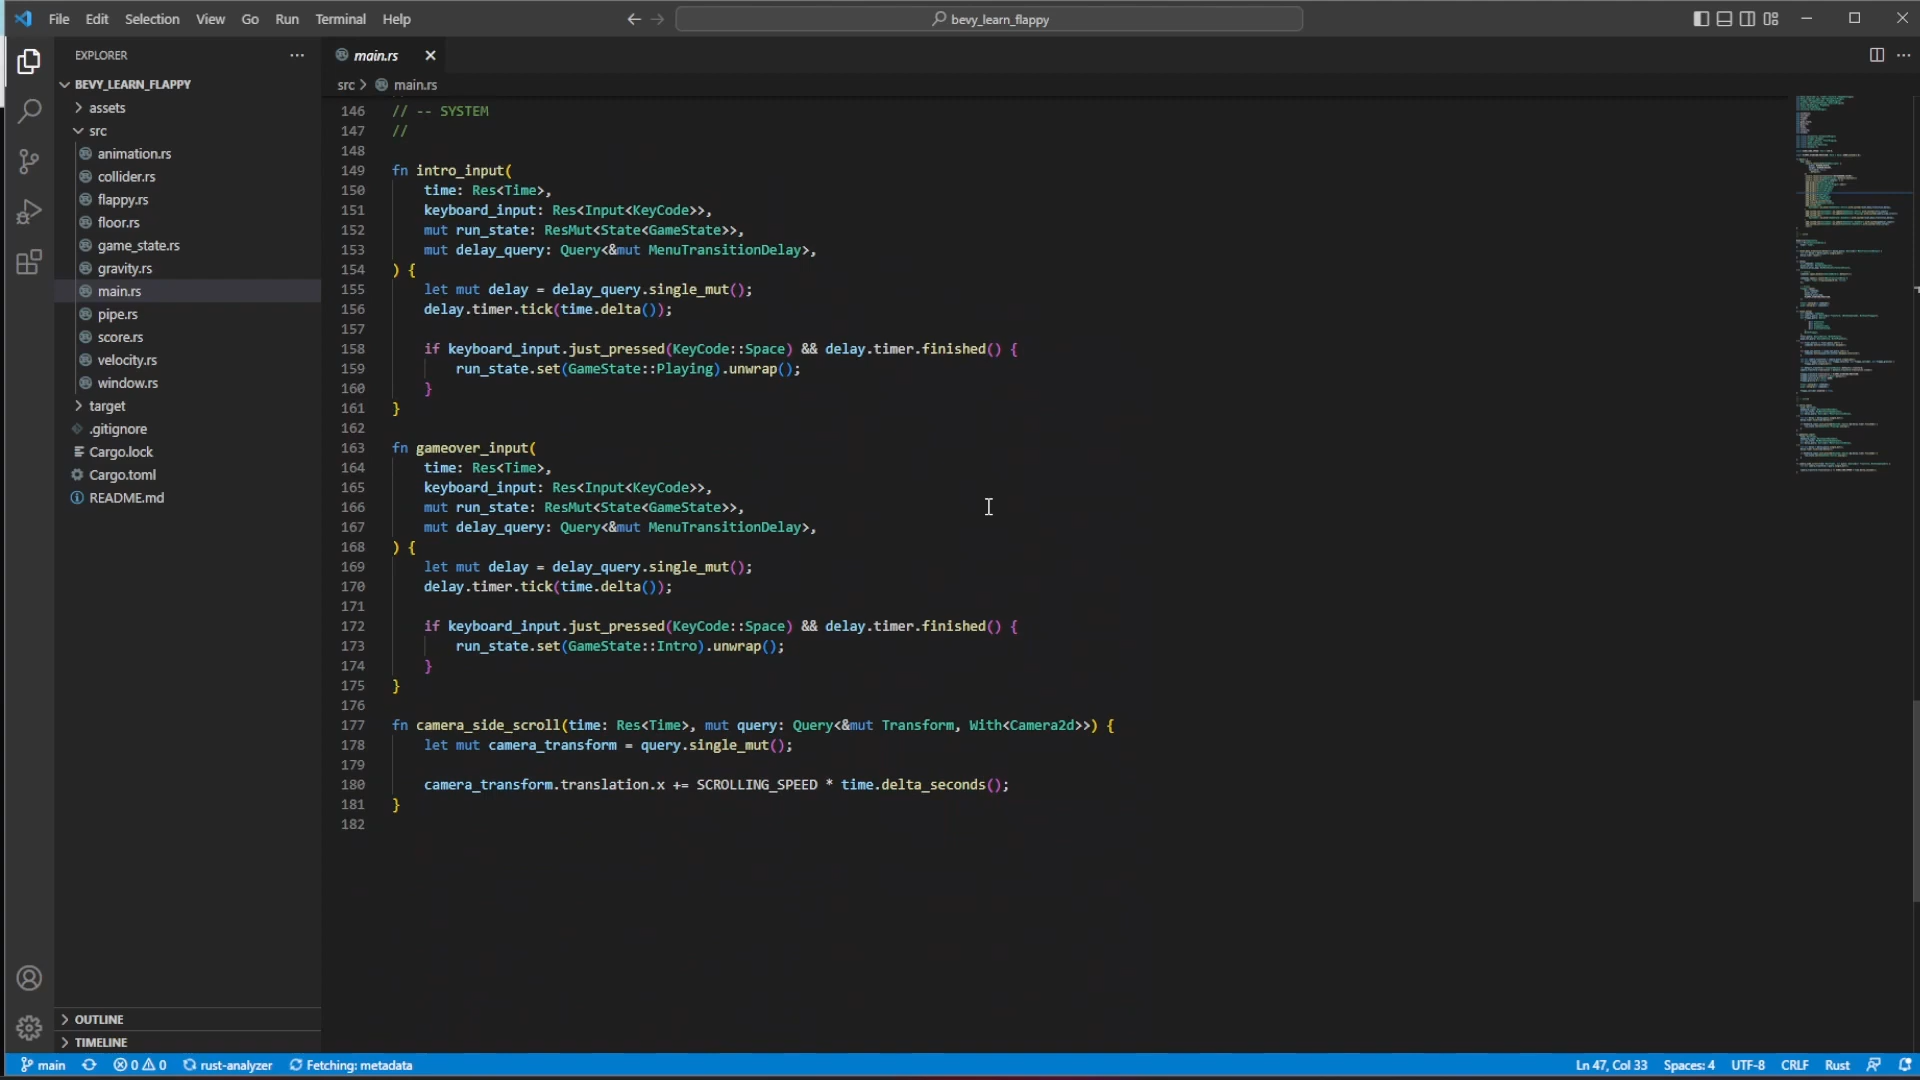 File Edit Selection View Go Run Terminal Help
bevy_learn_flappy
EXPLORER
BEVY_LEARN_FLAPPY
assets
src
animation.rs
collider.rs
flappy.rs
floor.rs
game_state.rs
gravity.rs
main.rs
pipe.rs
score.rs
velocity.rs
window.rs
target
.gitignore
Cargo.lock
Cargo.toml
README.md
OUTLINE
TIMELINE
main.rs
src > main.rs
146 // -- SYSTEM
147 //
148
149 fn intro_input(
150     time: Res<Time>,
151     keyboard_input: Res<Input<KeyCode>>,
152     mut run_state: ResMut<State<GameState>>,
153     mut delay_query: Query<&mut MenuTransitionDelay>,
154 ) {
155     let mut delay = delay_query.single_mut();
156     delay.timer.tick(time.delta());
157
158     if keyboard_input.just_pressed(KeyCode::Space) && delay.timer.finished() {
159         run_state.set(GameState::Playing).unwrap();
160     }
161 }
162
163 fn gameover_input(
164     time: Res<Time>,
165     keyboard_input: Res<Input<KeyCode>>,
166     mut run_state: ResMut<State<GameState>>,
167     mut delay_query: Query<&mut MenuTransitionDelay>,
168 ) {
169     let mut delay = delay_query.single_mut();
170     delay.timer.tick(time.delta());
171
172     if keyboard_input.just_pressed(KeyCode::Space) && delay.timer.finished() {
173         run_state.set(GameState::Intro).unwrap();
174     }
175 }
176
177 fn camera_side_scroll(time: Res<Time>, mut query: Query<&mut Transform, With<Camera2d>>) {
178     let mut camera_transform = query.single_mut();
179
180     camera_transform.translation.x += SCROLLING_SPEED * time.delta_seconds();
181 }
182
main 0 0 rust-analyzer Fetching: metadata Ln 47, Col 33 Spaces: 4 UTF-8 CRLF Rust